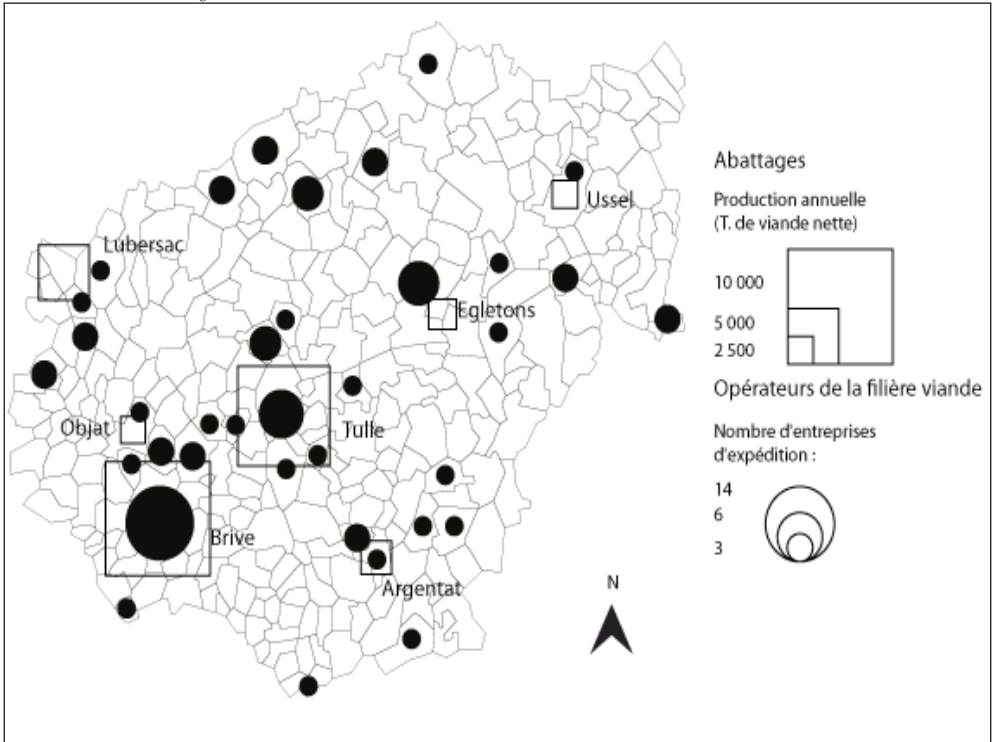 Ussel
Lubersac
Egletons
Objat
Tulle
Brive
Argentat
Abattages
Production annuelle
(T. de viande nette)
10 000
5 000
2 500
Opérateurs de la filière viande
Nombre d'entreprises
d'expédition :
14
6
3
N